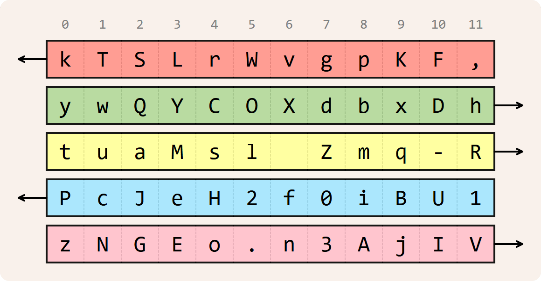 0 1 2 3 4 5 6 7 8 9 10 11
k T S L r W v g p K F ,
y w Q Y C O X d b x D h
t u a M s l   Z m q - R
P c J e H 2 f 0 i B U 1
z N G E o . n 3 A j I V